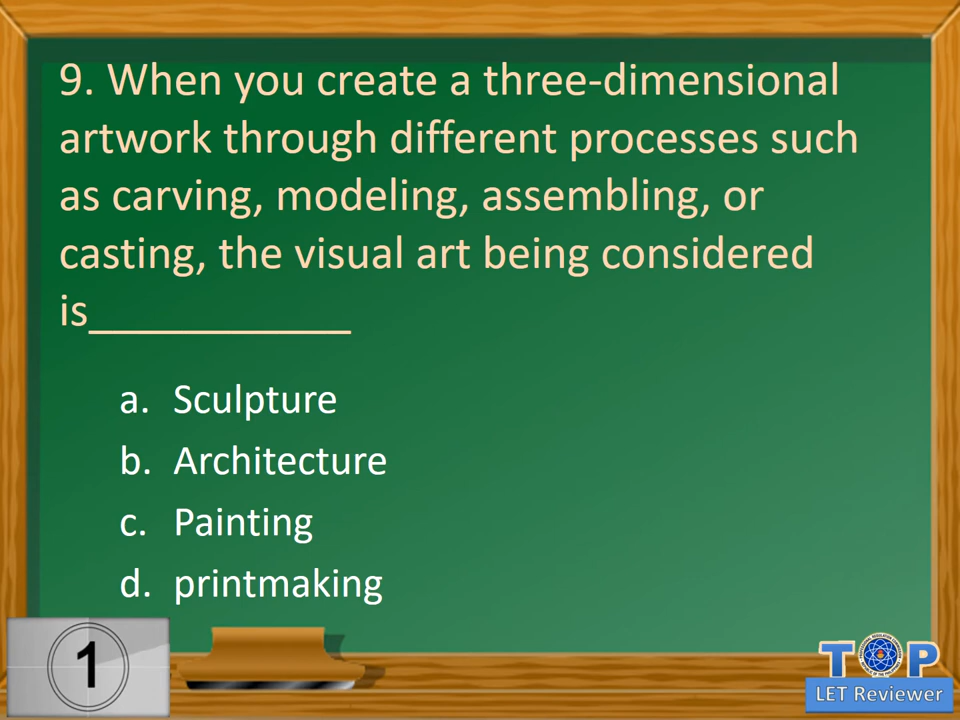 9. When you create a three-dimensional
artwork through different processes such
as carving, modeling, assembling, or
casting, the visual art being considered
is___________
a. Sculpture
b. Architecture
c. Painting
d. printmaking
1
TOP
LET Reviewer